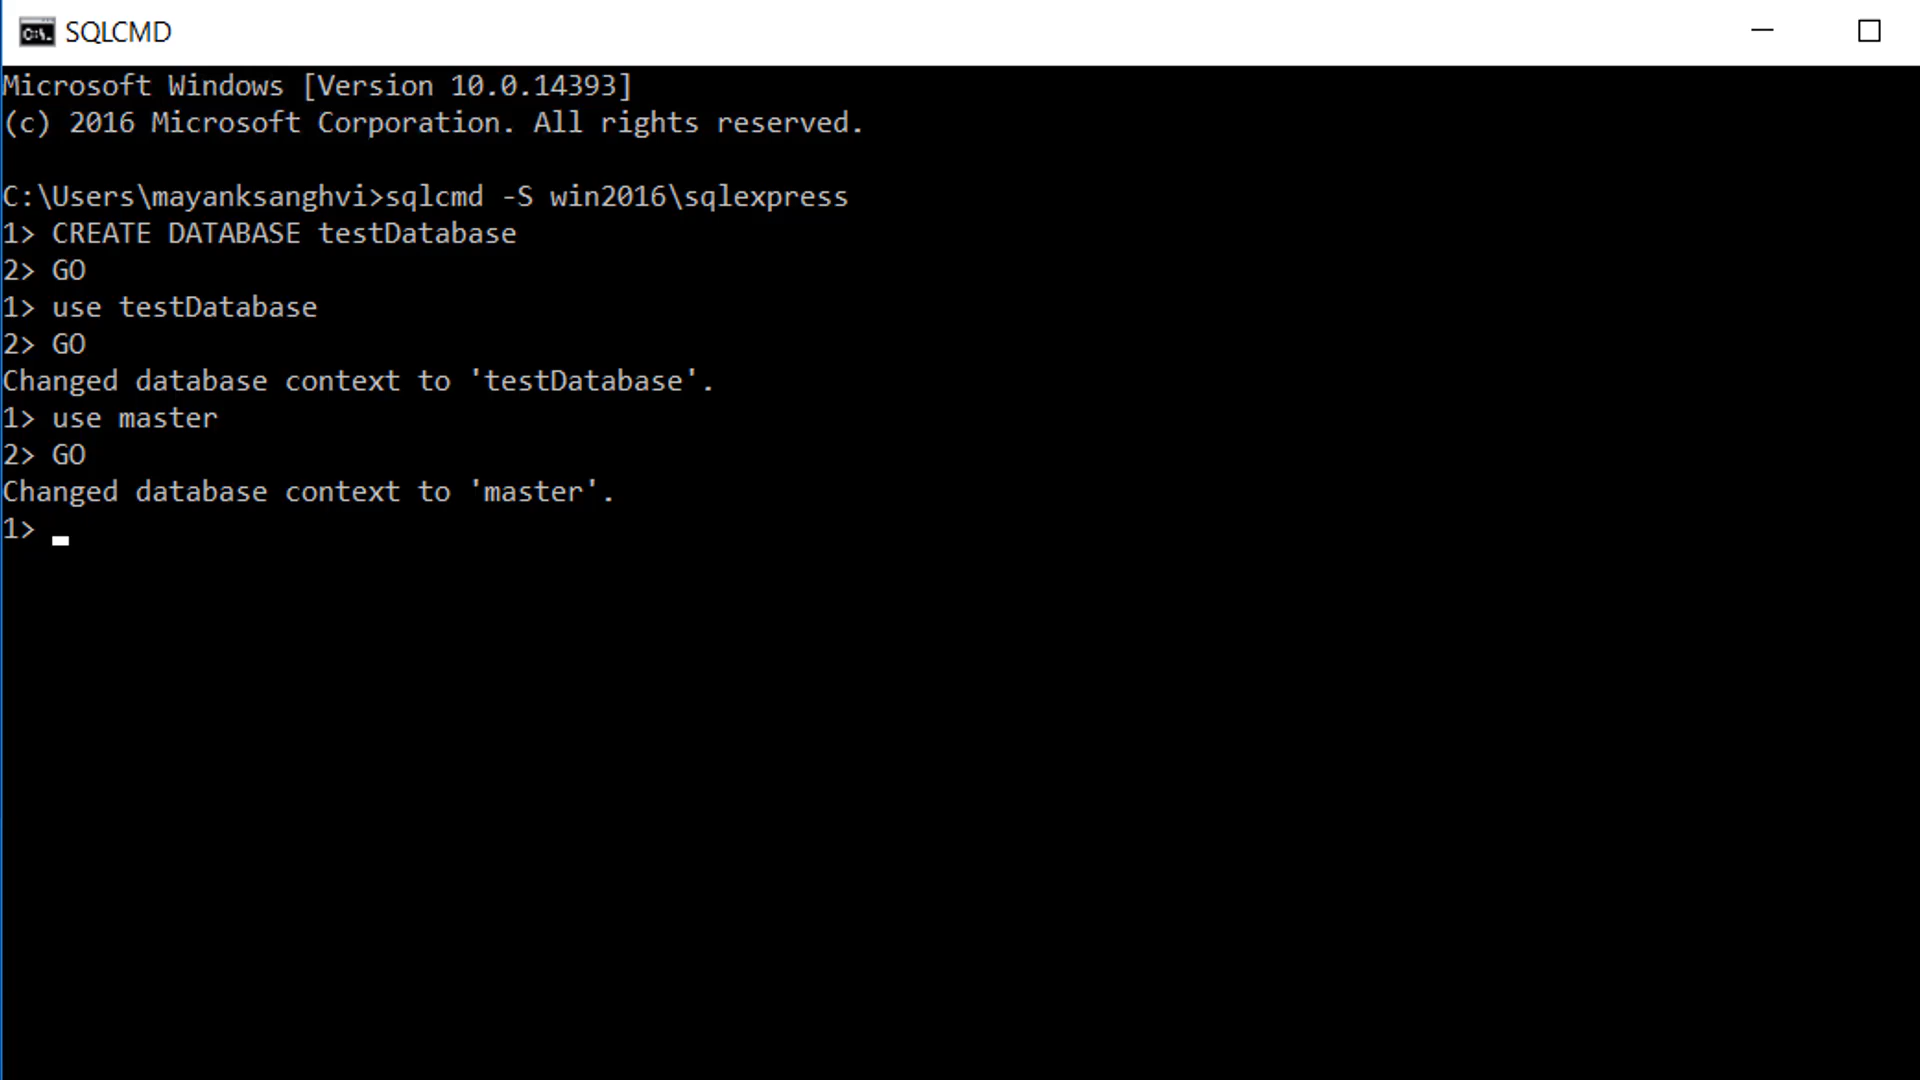 SQLCMD
Microsoft Windows [Version 10.0.14393]
(c) 2016 Microsoft Corporation. All rights reserved.
C:\Users\mayanksanghvi>sqlcmd -S win2016\sqlexpress
1> CREATE DATABASE testDatabase
2> GO
1> use testDatabase
2> GO
Changed database context to 'testDatabase'.
1> use master
2> GO
Changed database context to 'master'.
1>